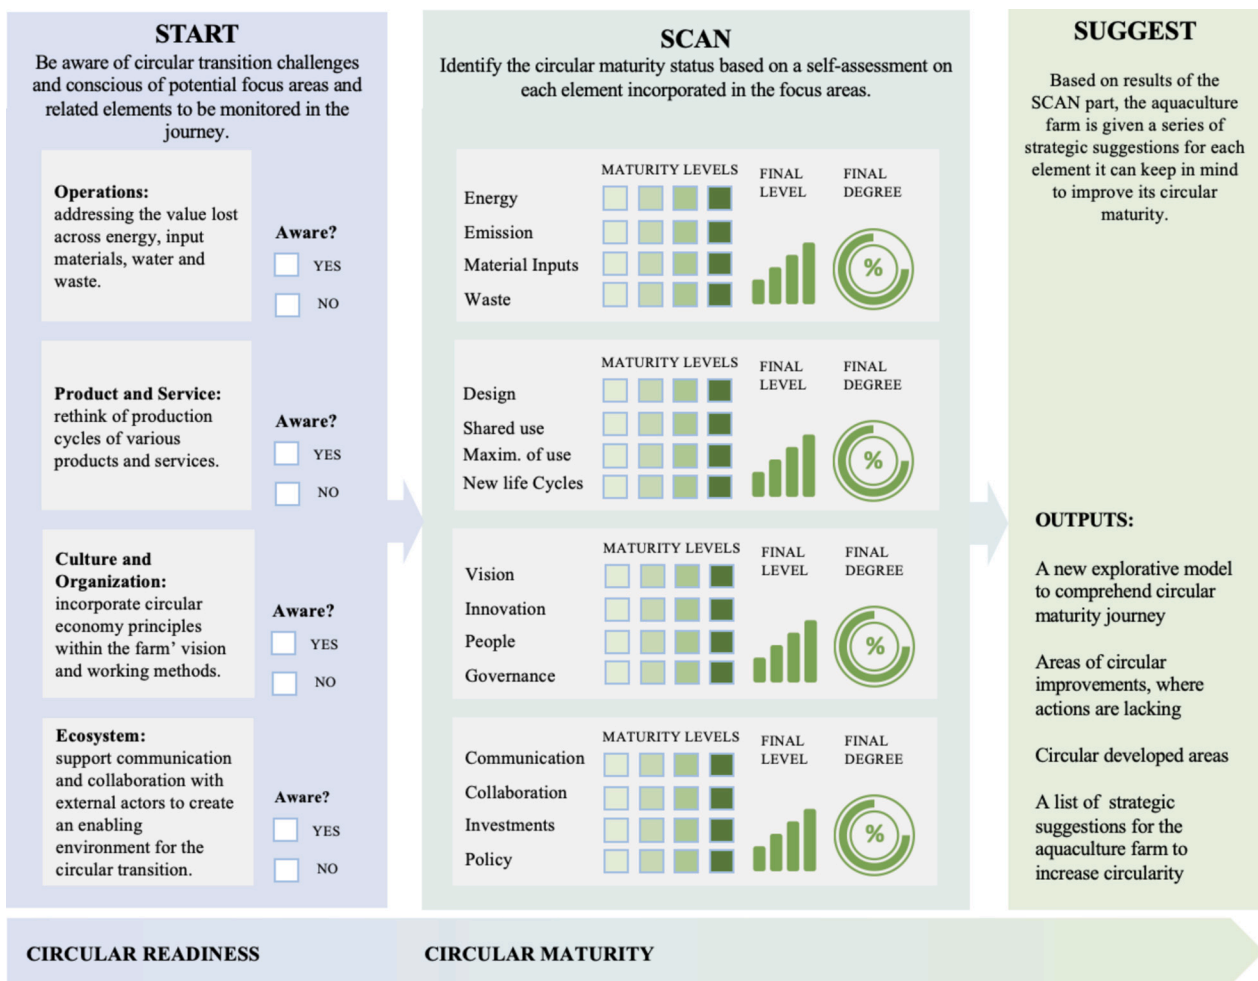 START
Be aware of circular transition challenges
and conscious of potential focus areas and
related elements to be monitored in the
journey.
Operations:
addressing the value lost
across energy, input
materials, water and
waste.
Aware?
YES
NO
Product and Service:
rethink of production
cycles of various
products and services.
Aware?
YES
NO
Culture and
Organization:
incorporate circular
economy principles
within the farm’ vision
and working methods.
Aware?
YES
NO
Ecosystem:
support communication
and collaboration with
external actors to create
an enabling
environment for the
circular transition.
Aware?
YES
NO
SCAN
Identify the circular maturity status based on a self-assessment on
each element incorporated in the focus areas.
MATURITY LEVELS
FINAL
LEVEL
FINAL
DEGREE
Energy
Emission
Material Inputs
Waste
%
MATURITY LEVELS
FINAL
LEVEL
FINAL
DEGREE
Design
Shared use
Maxim. of use
New life Cycles
%
MATURITY LEVELS
FINAL
LEVEL
FINAL
DEGREE
Vision
Innovation
People
Governance
%
MATURITY LEVELS
FINAL
LEVEL
FINAL
DEGREE
Communication
Collaboration
Investments
Policy
%
SUGGEST
Based on results of the
SCAN part, the aquaculture
farm is given a series of
strategic suggestions for each
element it can keep in mind
to improve its circular
maturity.
OUTPUTS:
A new explorative model
to comprehend circular
maturity journey
Areas of circular
improvements, where
actions are lacking
Circular developed areas
A list of strategic
suggestions for the
aquaculture farm to
increase circularity
CIRCULAR READINESS
CIRCULAR MATURITY